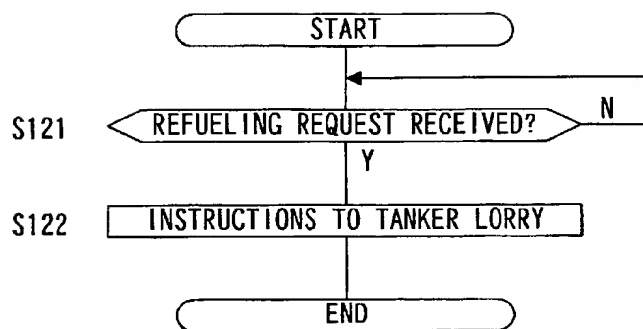 START
S121 REFUELING REQUEST RECEIVED? N
Y
S122 INSTRUCTIONS TO TANKER LORRY
END